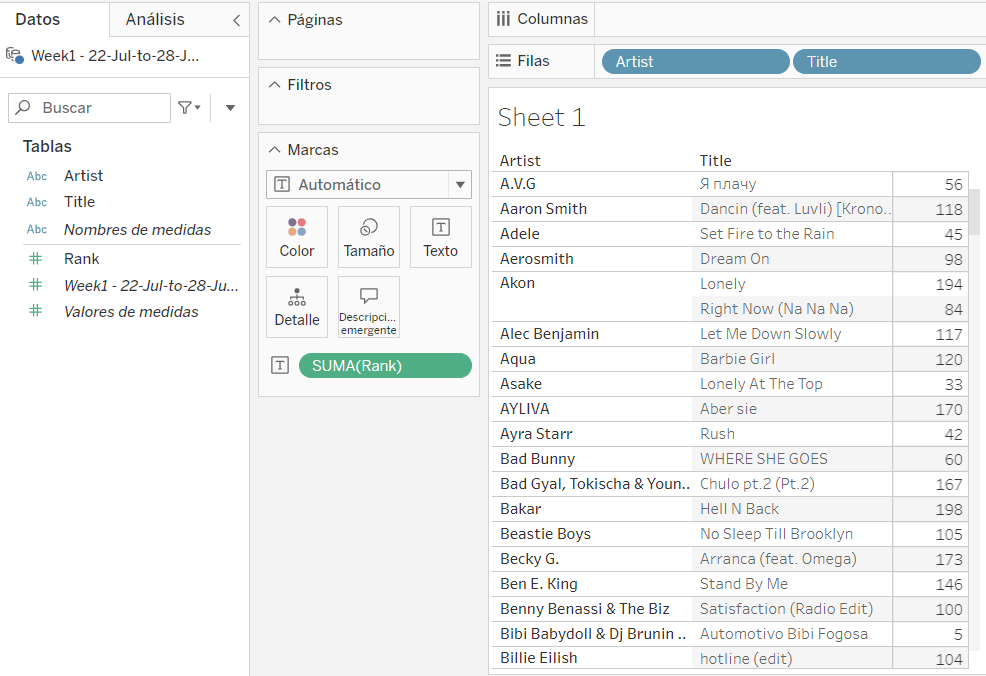 Datos
Análisis
Week1 - 22-Jul-to-28-J...
Buscar
Tablas
Abc Artist
Abc Title
Abc Nombres de medidas
# Rank
# Week1 - 22-Jul-to-28-Ju...
# Valores de medidas
Páginas
Filtros
Marcas
T Automático
Color
Tamaño
T Texto
Detalle
Descripci...
emergente
T SUMA(Rank)
Columnas
Filas Artist Title
Sheet 1
Artist Title
A.V.G Я плачу 56
Aaron Smith Dancin (feat. Luvli) [Krono.. 118
Adele Set Fire to the Rain 45
Aerosmith Dream On 98
Akon Lonely 194
Right Now (Na Na Na) 84
Alec Benjamin Let Me Down Slowly 117
Aqua Barbie Girl 120
Asake Lonely At The Top 33
AYLIVA Aber sie 170
Ayra Starr Rush 42
Bad Bunny WHERE SHE GOES 60
Bad Gyal, Tokischa & Youn.. Chulo pt.2 (Pt.2) 167
Bakar Hell N Back 198
Beastie Boys No Sleep Till Brooklyn 105
Becky G. Arranca (feat. Omega) 173
Ben E. King Stand By Me 146
Benny Benassi & The Biz Satisfaction (Radio Edit) 100
Bibi Babydoll & Dj Brunin .. Automotivo Bibi Fogosa 5
Billie Eilish hotline (edit) 104